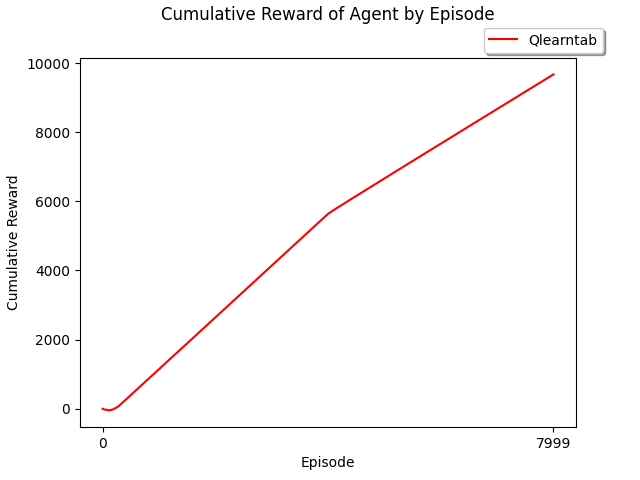 Cumulative Reward of Agent by Episode
Qlearntab
10000
8000
6000
4000
2000
0
Cumulative Reward
0
7999
Episode